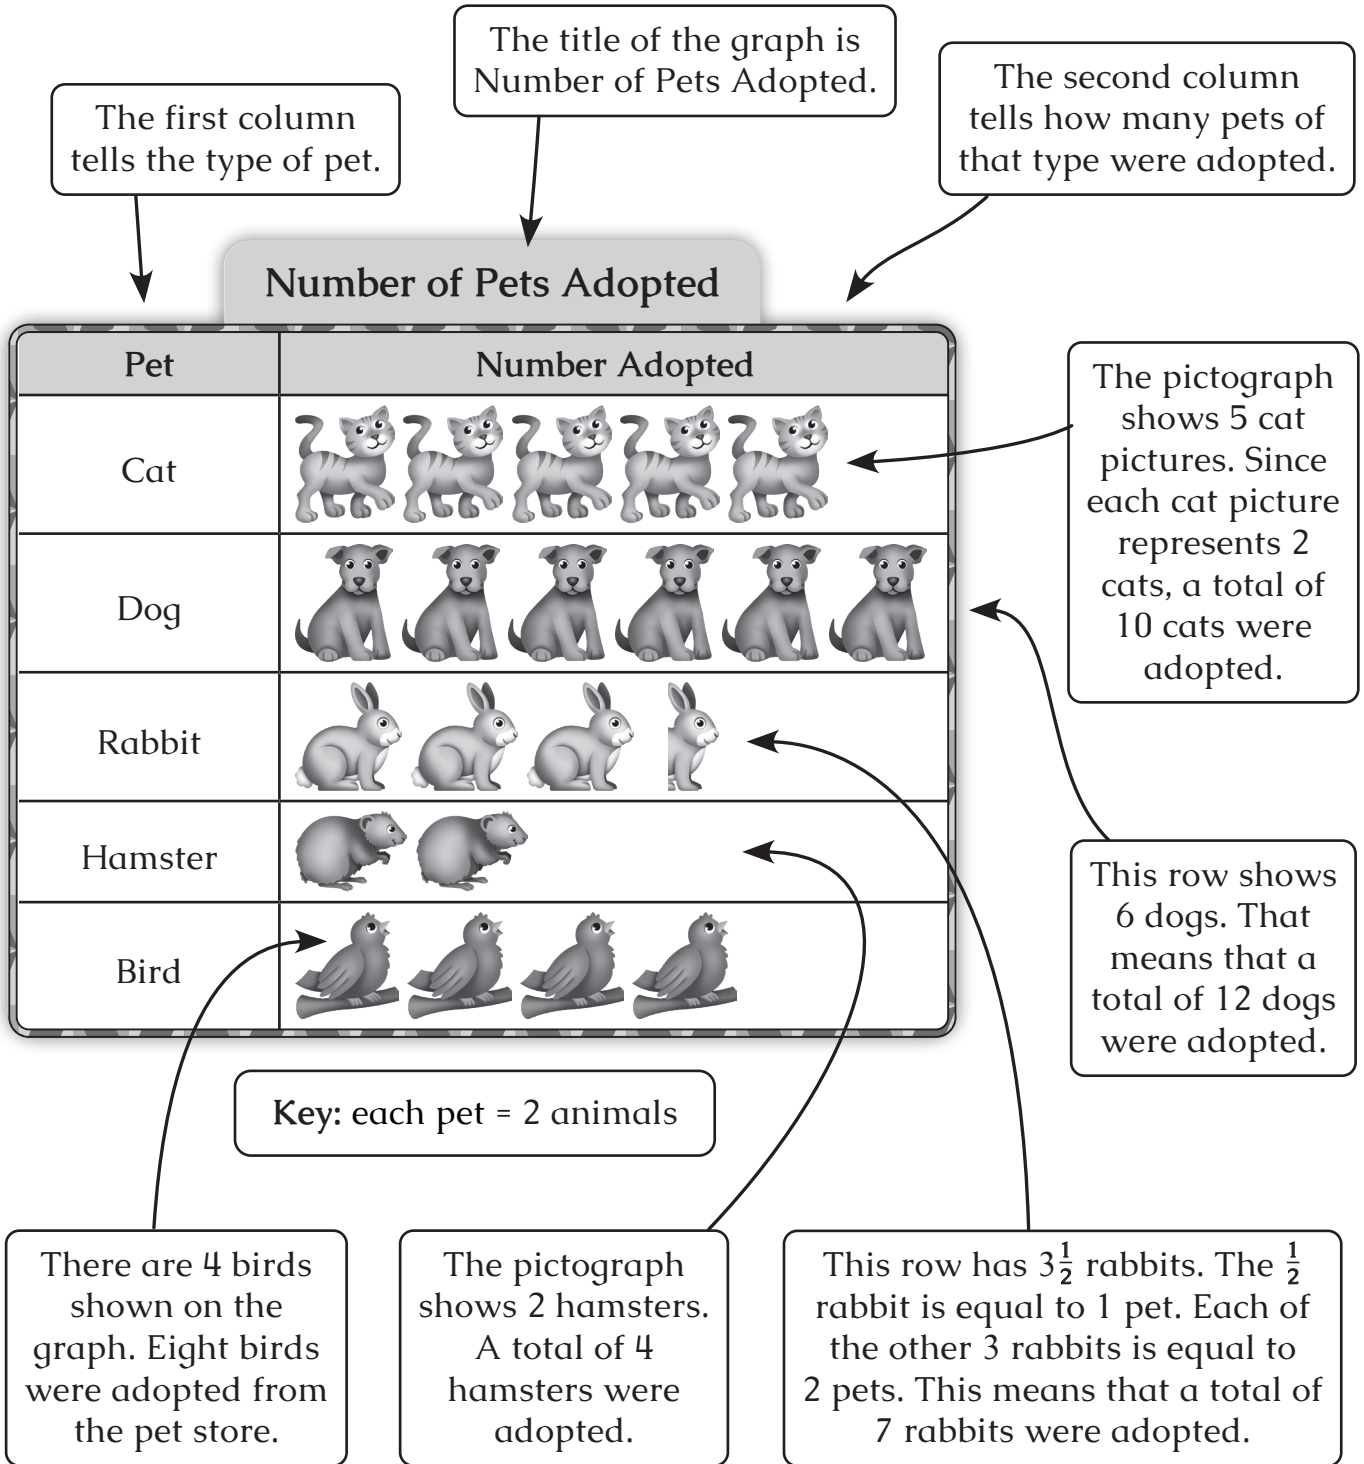 The title of the graph is
Number of Pets Adopted.
The first column
tells the type of pet.
The second column
tells how many pets of
that type were adopted.
Number of Pets Adopted
Pet
Number Adopted
Cat
Dog
Rabbit
Hamster
Bird
The pictograph
shows 5 cat
pictures. Since
each cat picture
represents 2
cats, a total of
10 cats were
adopted.
This row shows
6 dogs. That
means that a
total of 12 dogs
were adopted.
Key: each pet = 2 animals
There are 4 birds
shown on the
graph. Eight birds
were adopted from
the pet store.
The pictograph
shows 2 hamsters.
A total of 4
hamsters were
adopted.
This row has 3½ rabbits. The ½
rabbit is equal to 1 pet. Each of
the other 3 rabbits is equal to
2 pets. This means that a total of
7 rabbits were adopted.